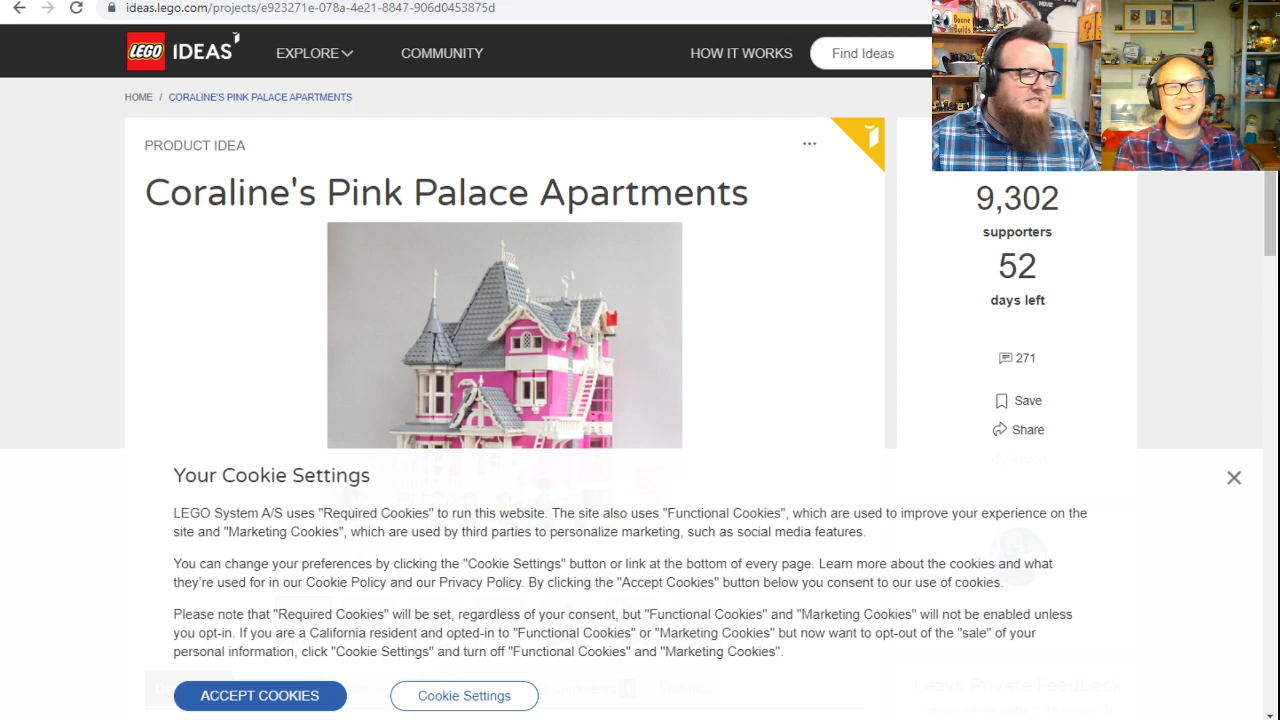 ideas.lego.com/projects/e923271e-078a-4e21-8847-906d0453875d
LEGO IDEAS EXPLORE COMMUNITY HOW IT WORKS Find Ideas
Boone
Builds
MOVIE
HOME / CORALINE'S PINK PALACE APARTMENTS
PRODUCT IDEA
Coraline's Pink Palace Apartments
9,302
supporters
52
days left
271
Save
Share
Your Cookie Settings
LEGO System A/S uses "Required Cookies" to run this website. The site also uses "Functional Cookies", which are used to improve your experience on the
site and "Marketing Cookies", which are used by third parties to personalize marketing, such as social media features.
You can change your preferences by clicking the "Cookie Settings" button or link at the bottom of every page. Learn more about the cookies and what
they're used for in our Cookie Policy and our Privacy Policy. By clicking the "Accept Cookies" button below you consent to our use of cookies.
Please note that "Required Cookies" will be set, regardless of your consent, but "Functional Cookies" and "Marketing Cookies" will not be enabled unless
you opt-in. If you are a California resident and opted-in to "Functional Cookies" or "Marketing Cookies" but now want to opt-out of the "sale" of your
personal information, click "Cookie Settings" and turn off "Functional Cookies" and "Marketing Cookies".
ACCEPT COOKIES
Cookie Settings
Leave Private Feedback